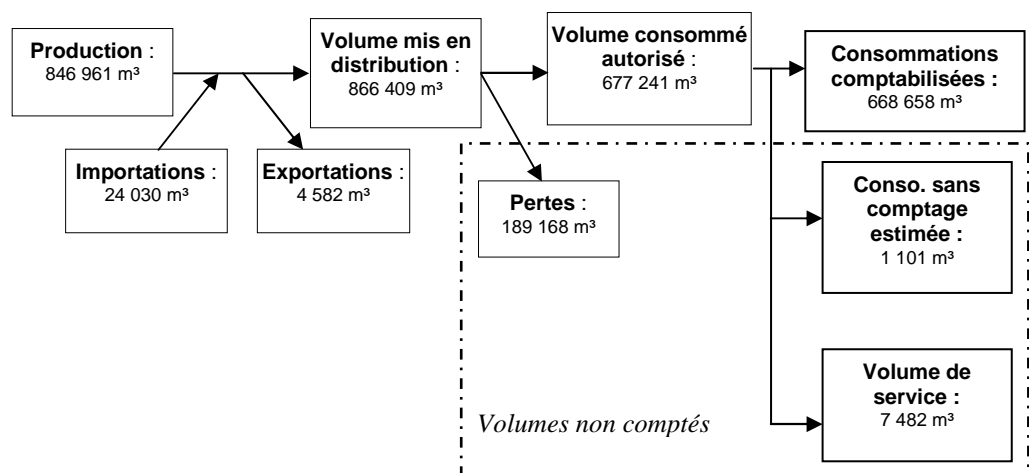 Production :
846 961 m³
Volume mis en
distribution :
866 409 m³
Volume consommé
autorisé :
677 241 m³
Consommations
comptabilisées :
668 658 m³
Importations :
24 030 m³
Exportations :
4 582 m³
Pertes :
189 168 m³
Conso. sans
comptage
estimée :
1 101 m³
Volume de
service :
7 482 m³
Volumes non comptés